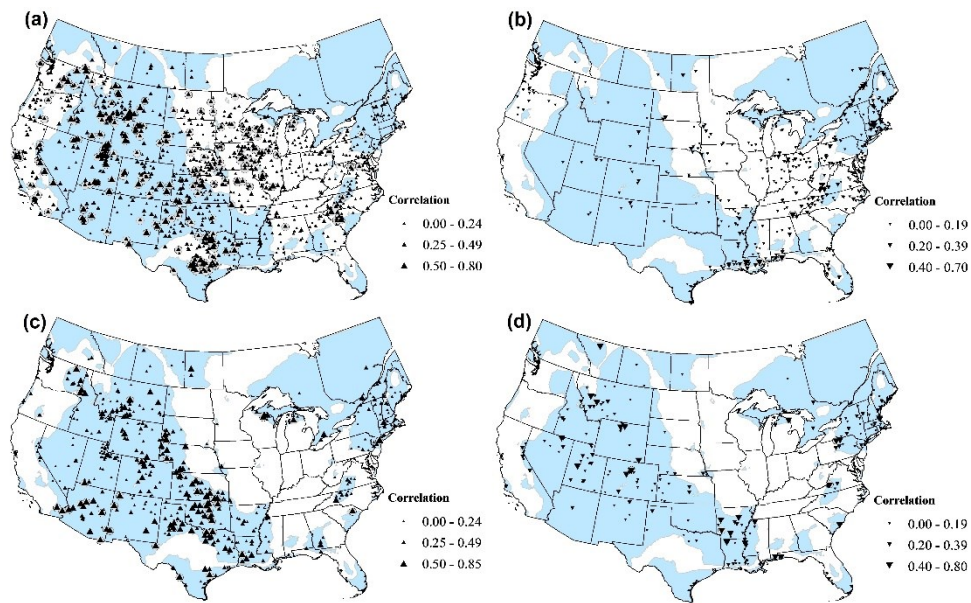 (a)
Correlation
0.00 - 0.24
0.25 - 0.49
0.50 - 0.80
(b)
Correlation
0.00 - 0.19
0.20 - 0.39
0.40 - 0.70
(c)
Correlation
0.00 - 0.24
0.25 - 0.49
0.50 - 0.85
(d)
Correlation
0.00 - 0.19
0.20 - 0.39
0.40 - 0.80